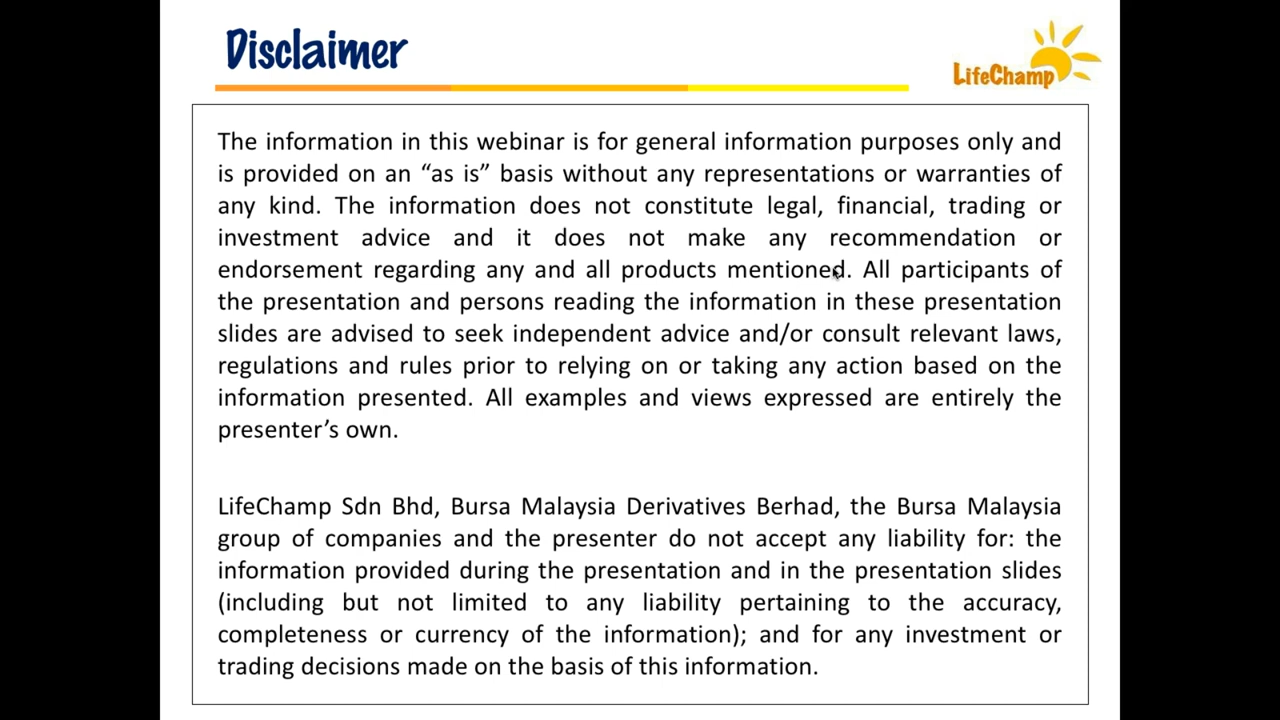 Disclaimer
LifeChamp
The information in this webinar is for general information purposes only and
is provided on an “as is” basis without any representations or warranties of
any kind. The information does not constitute legal, financial, trading or
investment advice and it does not make any recommendation or
endorsement regarding any and all products mentioned. All participants of
the presentation and persons reading the information in these presentation
slides are advised to seek independent advice and/or consult relevant laws,
regulations and rules prior to relying on or taking any action based on the
information presented. All examples and views expressed are entirely the
presenter’s own.
LifeChamp Sdn Bhd, Bursa Malaysia Derivatives Berhad, the Bursa Malaysia
group of companies and the presenter do not accept any liability for: the
information provided during the presentation and in the presentation slides
(including but not limited to any liability pertaining to the accuracy,
completeness or currency of the information); and for any investment or
trading decisions made on the basis of this information.